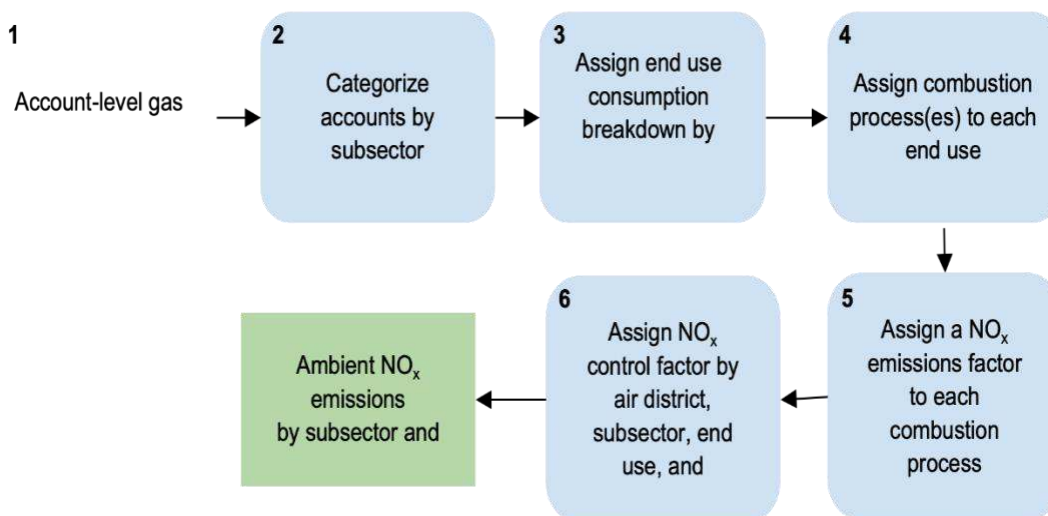 1
Account-level gas
2
Categorize
accounts by
subsector
3
Assign end use
consumption
breakdown by
4
Assign combustion
process(es) to each
end use
5
Assign a NOₓ
emissions factor
to each
combustion
process
6
Assign NOₓ
control factor by
air district,
subsector, end
use, and
Ambient NOₓ
emissions
by subsector and